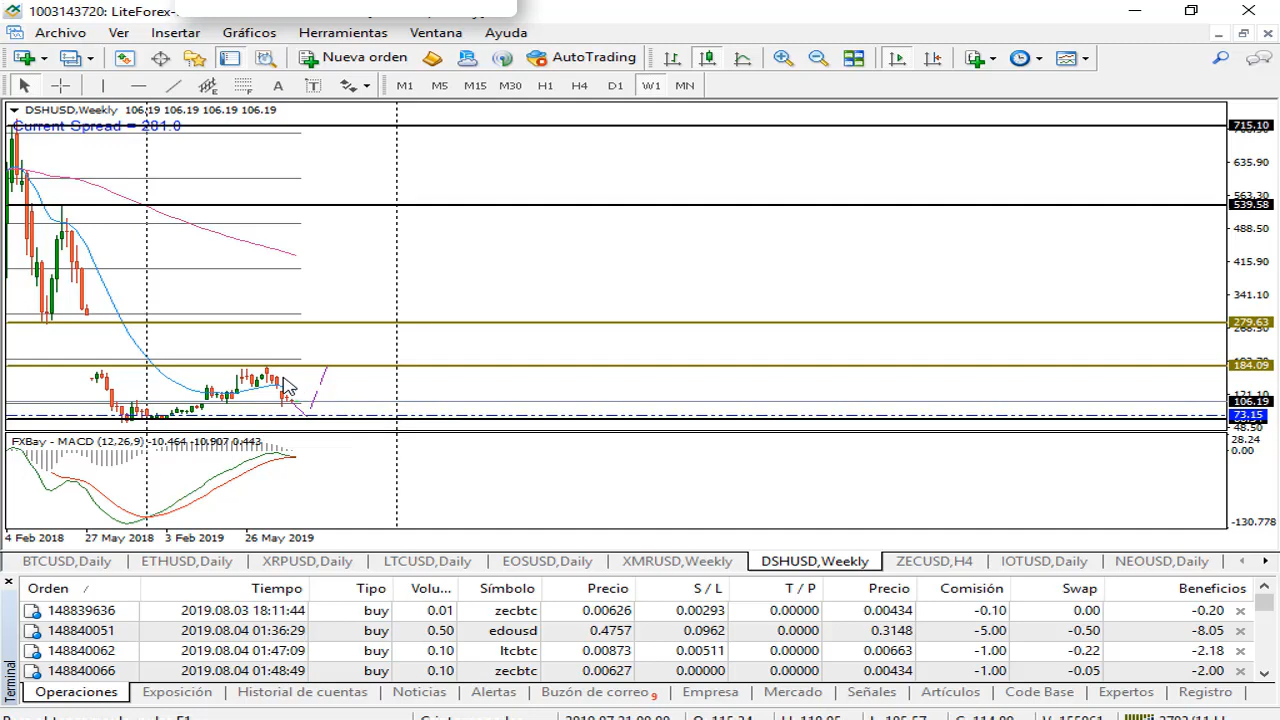 1003143720: LiteForex-
Archivo Ver Insertar Gráficos Herramientas Ventana Ayuda
Nueva orden AutoTrading
A T M1 M5 M15 M30 H1 H4 D1 W1 MN
DSHUSD,Weekly 106.19 106.19 106.19 106.19
Current Spread = 281.0
715.10
635.90
563.30
539.58
488.50
415.90
341.10
279.63
184.09
121.10
106.19
73.15
48.50
FXBay - MACD (12,26,9) -10.464 -10.907 0.443
28.24
0.00
-130.778
4 Feb 2018 27 May 2018 3 Feb 2019 26 May 2019
BTCUSD,Daily ETHUSD,Daily XRPUSD,Daily LTCUSD,Daily EOSUSD,Daily XMRUSD,Weekly DSHUSD,Weekly ZECUSD,H4 IOTUSD,Daily NEOUSD,Daily
Orden / Tiempo Tipo Volu... Símbolo Precio S / L T / P Precio Comisión Swap Beneficios
148839636 2019.08.03 18:11:44 buy 0.01 zecbtc 0.00626 0.00293 0.00000 0.00434 -0.10 0.00 -0.20
148840051 2019.08.04 01:36:29 buy 0.50 edousd 0.4757 0.0962 0.0000 0.3148 -5.00 -0.50 -8.05
148840062 2019.08.04 01:47:09 buy 0.10 ltcbtc 0.00873 0.00511 0.00000 0.00663 -1.00 -0.22 -2.18
148840066 2019.08.04 01:48:49 buy 0.10 zecbtc 0.00627 0.00000 0.00000 0.00434 -1.00 -0.05 -2.00
Terminal
Operaciones Exposición Historial de cuentas Noticias Alertas Buzón de correo 9 Empresa Mercado Señales Artículos Code Base Expertos Registro